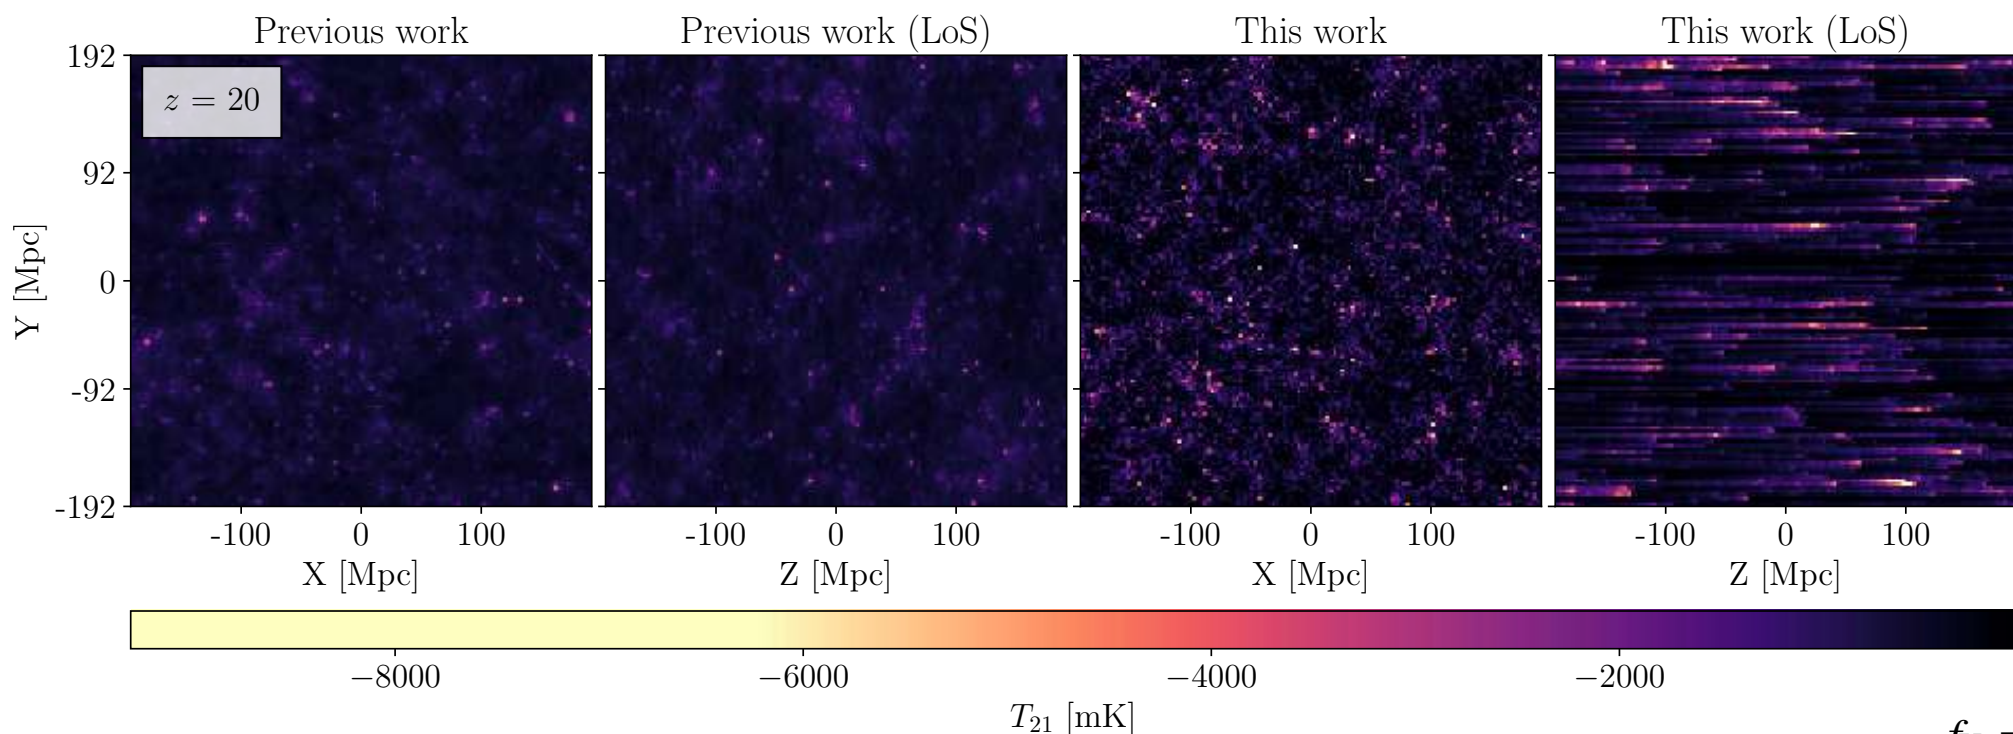 Previous work
Previous work (LoS)
This work
This work (LoS)
z = 20
192
92
0
-92
-192
Y [Mpc]
-100 0 100
-100 0 100
-100 0 100
-100 0 100
X [Mpc]
Z [Mpc]
X [Mpc]
Z [Mpc]
−8000 −6000 −4000 −2000
T₂₁ [mK]